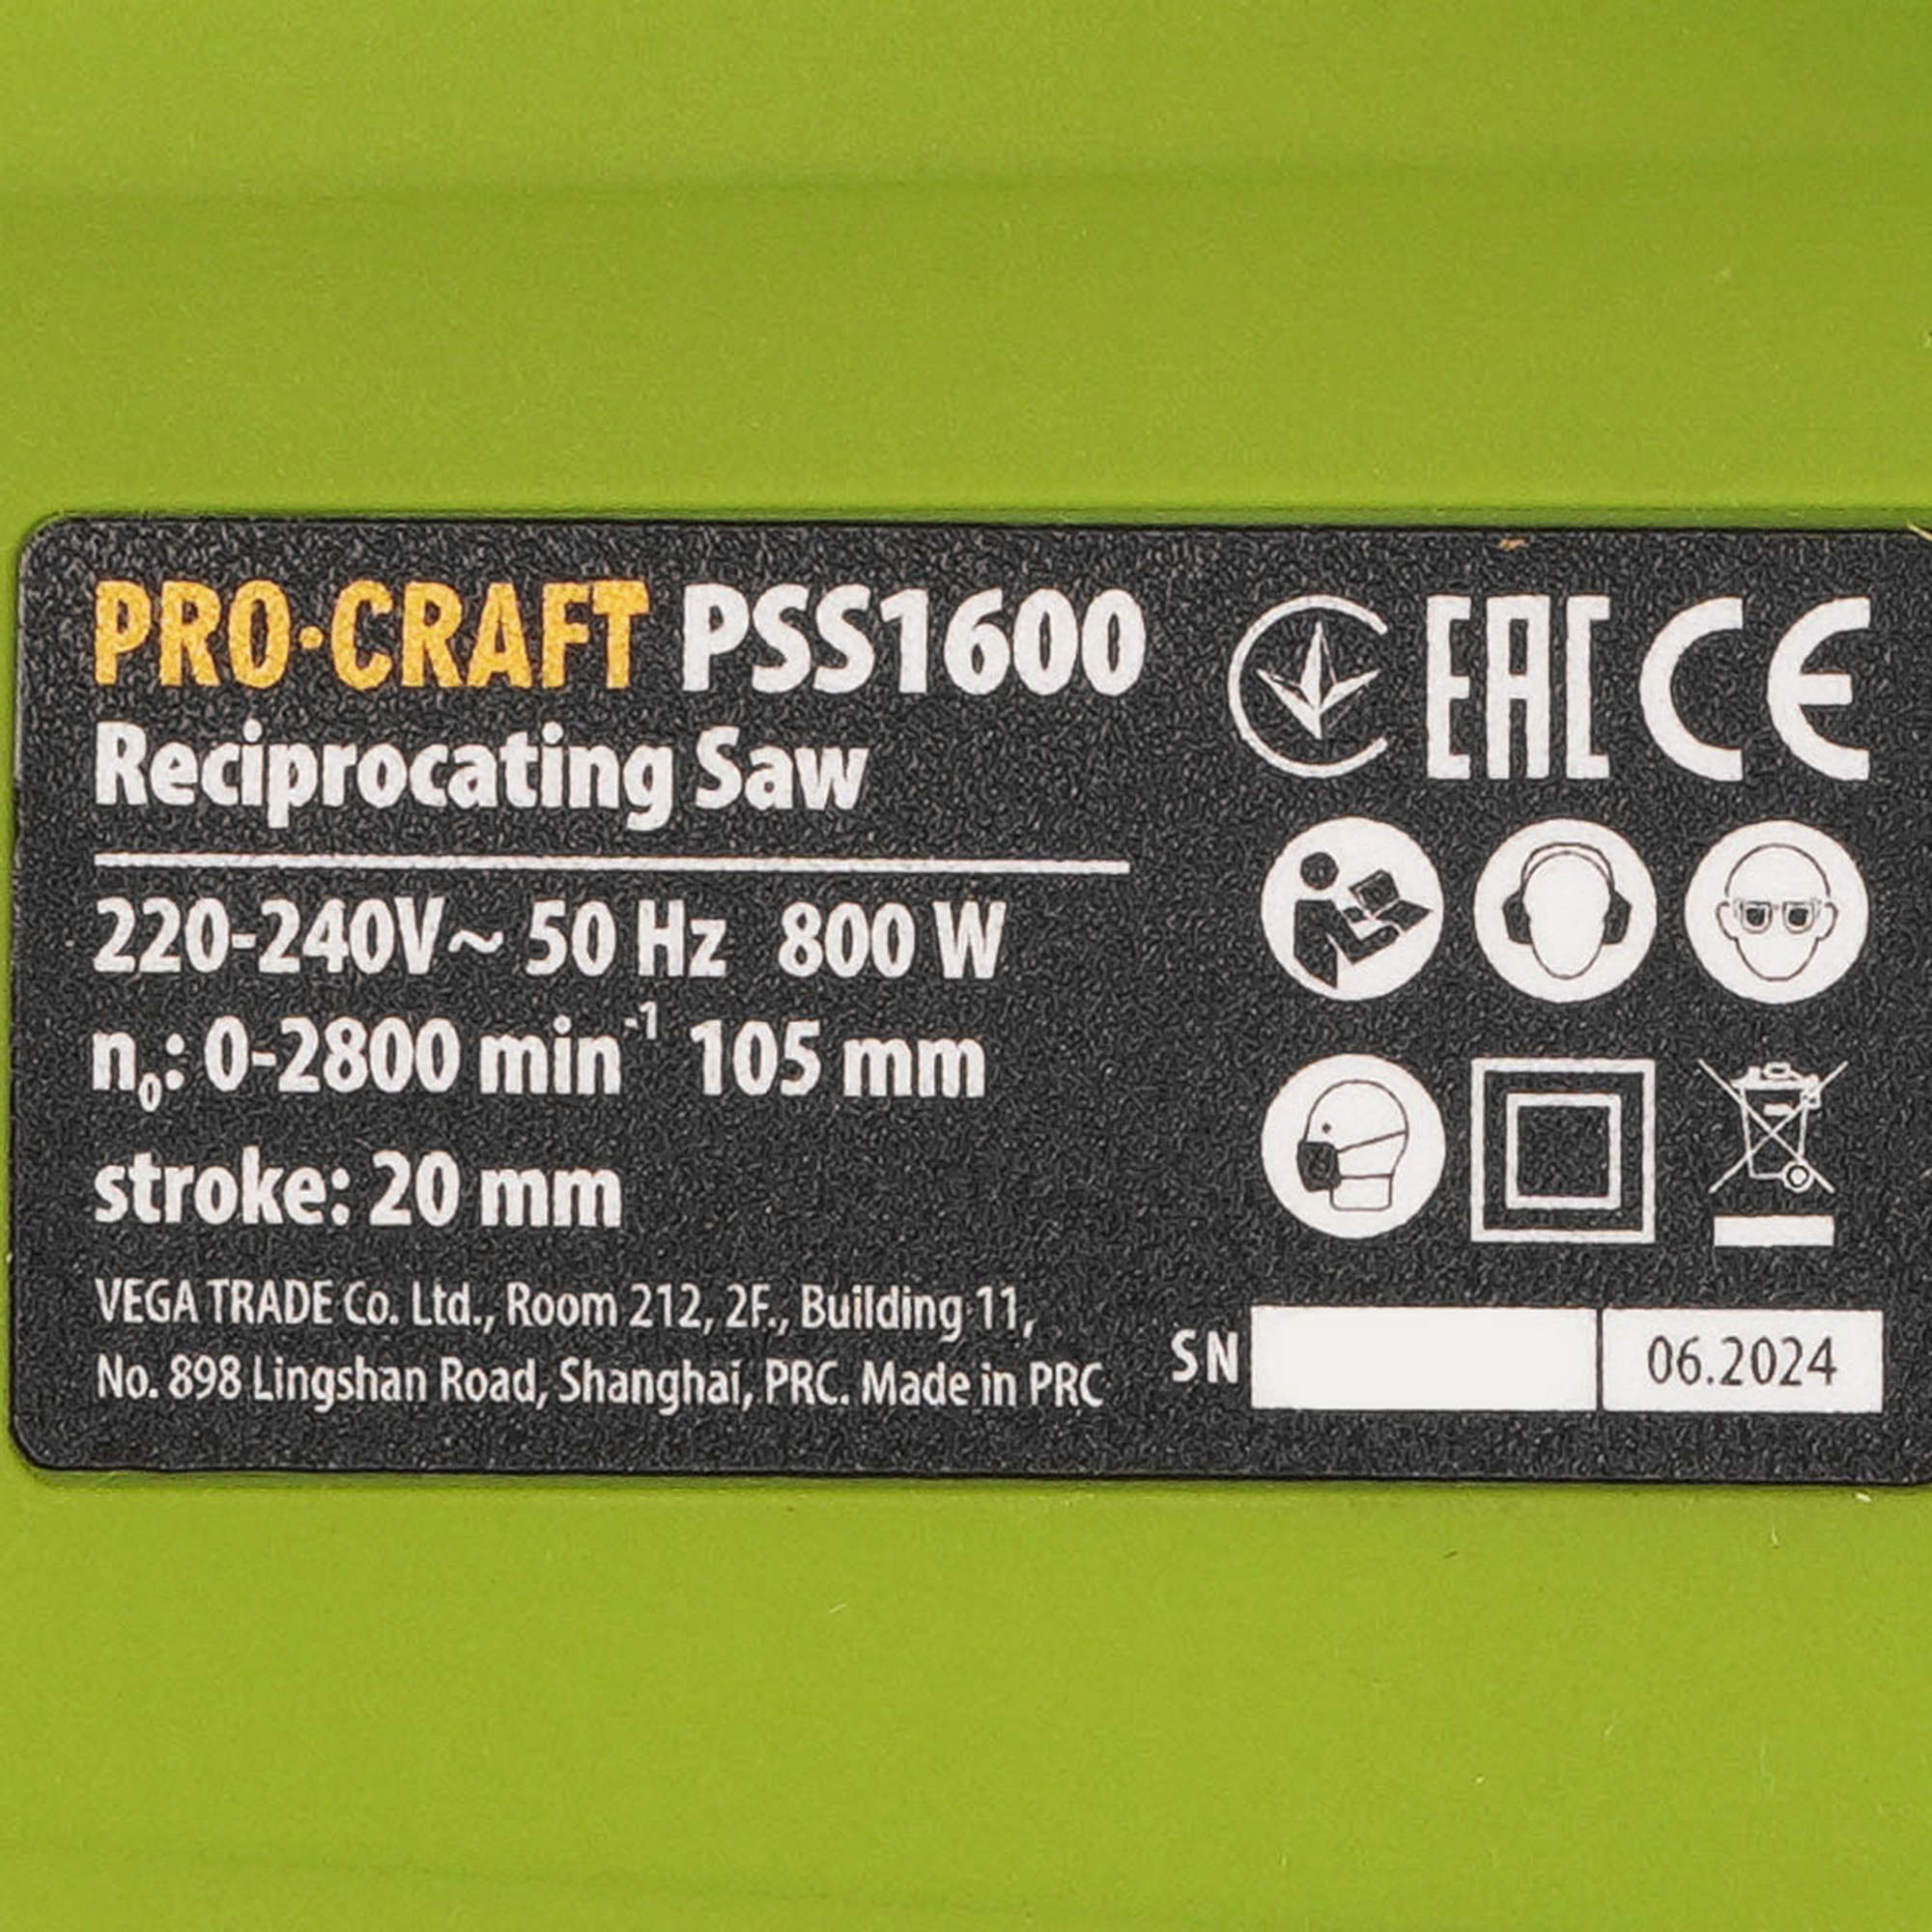 PRO·CRAFT PSS1600
Reciprocating Saw
220-240V~ 50 Hz 800 W
n₀: 0-2800 min⁻¹ 105 mm
stroke: 20 mm
VEGA TRADE Co. Ltd., Room 212, 2F., Building 11,
No. 898 Lingshan Road, Shanghai, PRC. Made in PRC
EAC CE
SN 06.2024